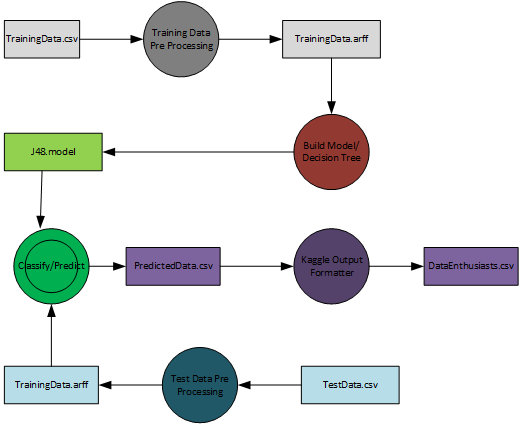 TrainingData.csv
Training Data
Pre Processing
TrainingData.arff
Build Model/
Decision Tree
J48.model
Classify/Predict
PredictedData.csv
Kaggle Output
Formatter
DataEnthusiasts.csv
TrainingData.arff
Test Data Pre
Processing
TestData.csv